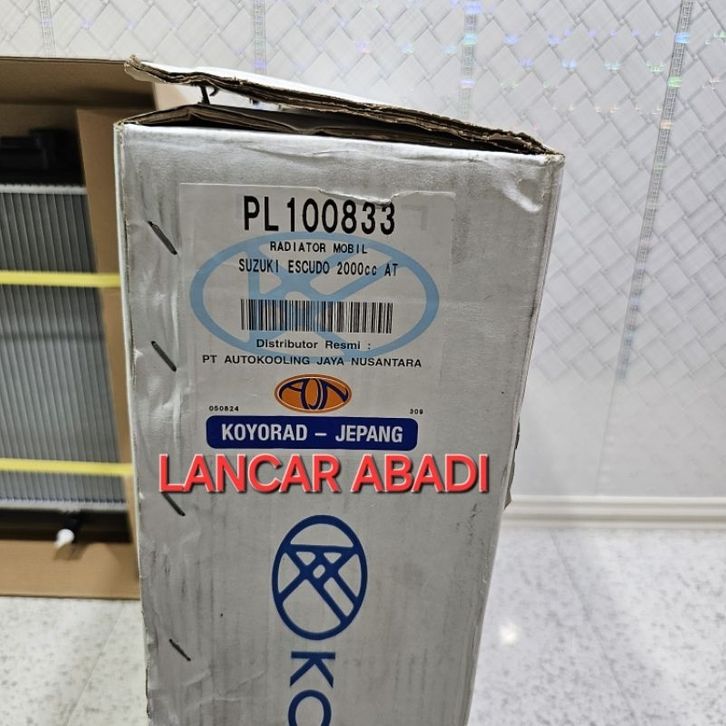 PL100833
RADIATOR MOBIL
SUZUKI ESCUDO 2000cc AT
Distributor Resmi :
PT AUTOKOOLING JAYA NUSANTARA
AJN
050824 309
KOYORAD – JEPANG
LANCAR ABADI
KO